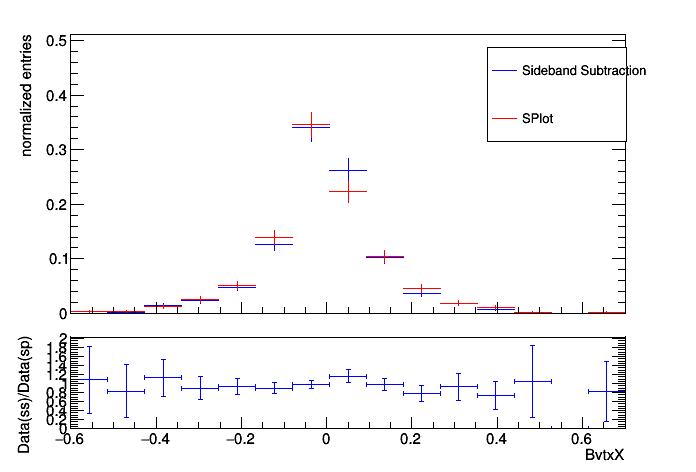 normalized entries
0.5
0.4
0.3
0.2
0.1
0
Sideband Subtraction
SPlot
Data(ss)/Data(sp)
2
1.8
1.6
1.4
1.2
1
0.8
0.6
0.4
0.2
0
−0.6 −0.4 −0.2 0 0.2 0.4 0.6
BvtxX